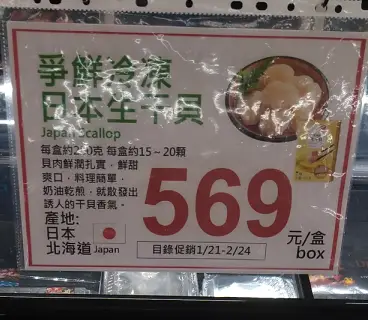 爭鮮冷凍
日本生干貝
Japan Scallop
每盒約250克 每盒約15~20顆
貝肉鮮潤扎實，鮮甜
爽口，料理簡單，
奶油乾煎，就散發出
誘人的干貝香氣。
產地:
日本
北海道 Japan
569
元/盒
box
目錄促銷1/21-2/24